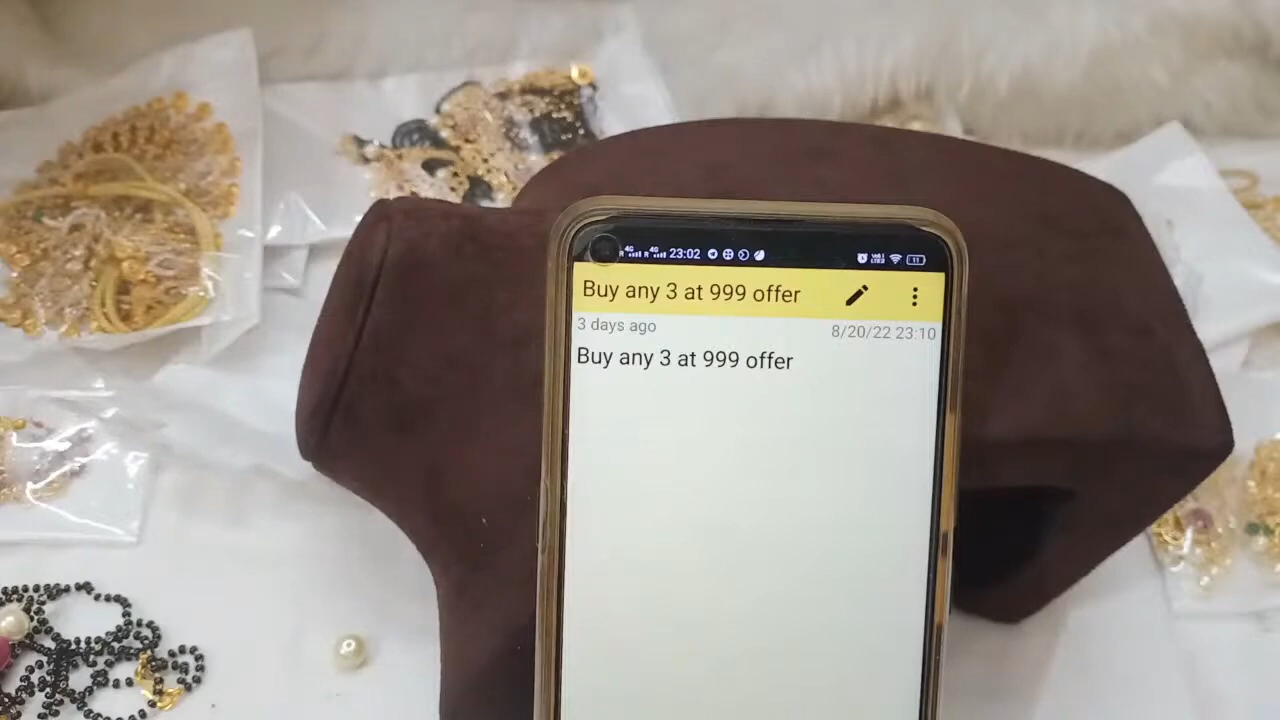 23:02
11
Buy any 3 at 999 offer
3 days ago
8/20/22 23:10
Buy any 3 at 999 offer